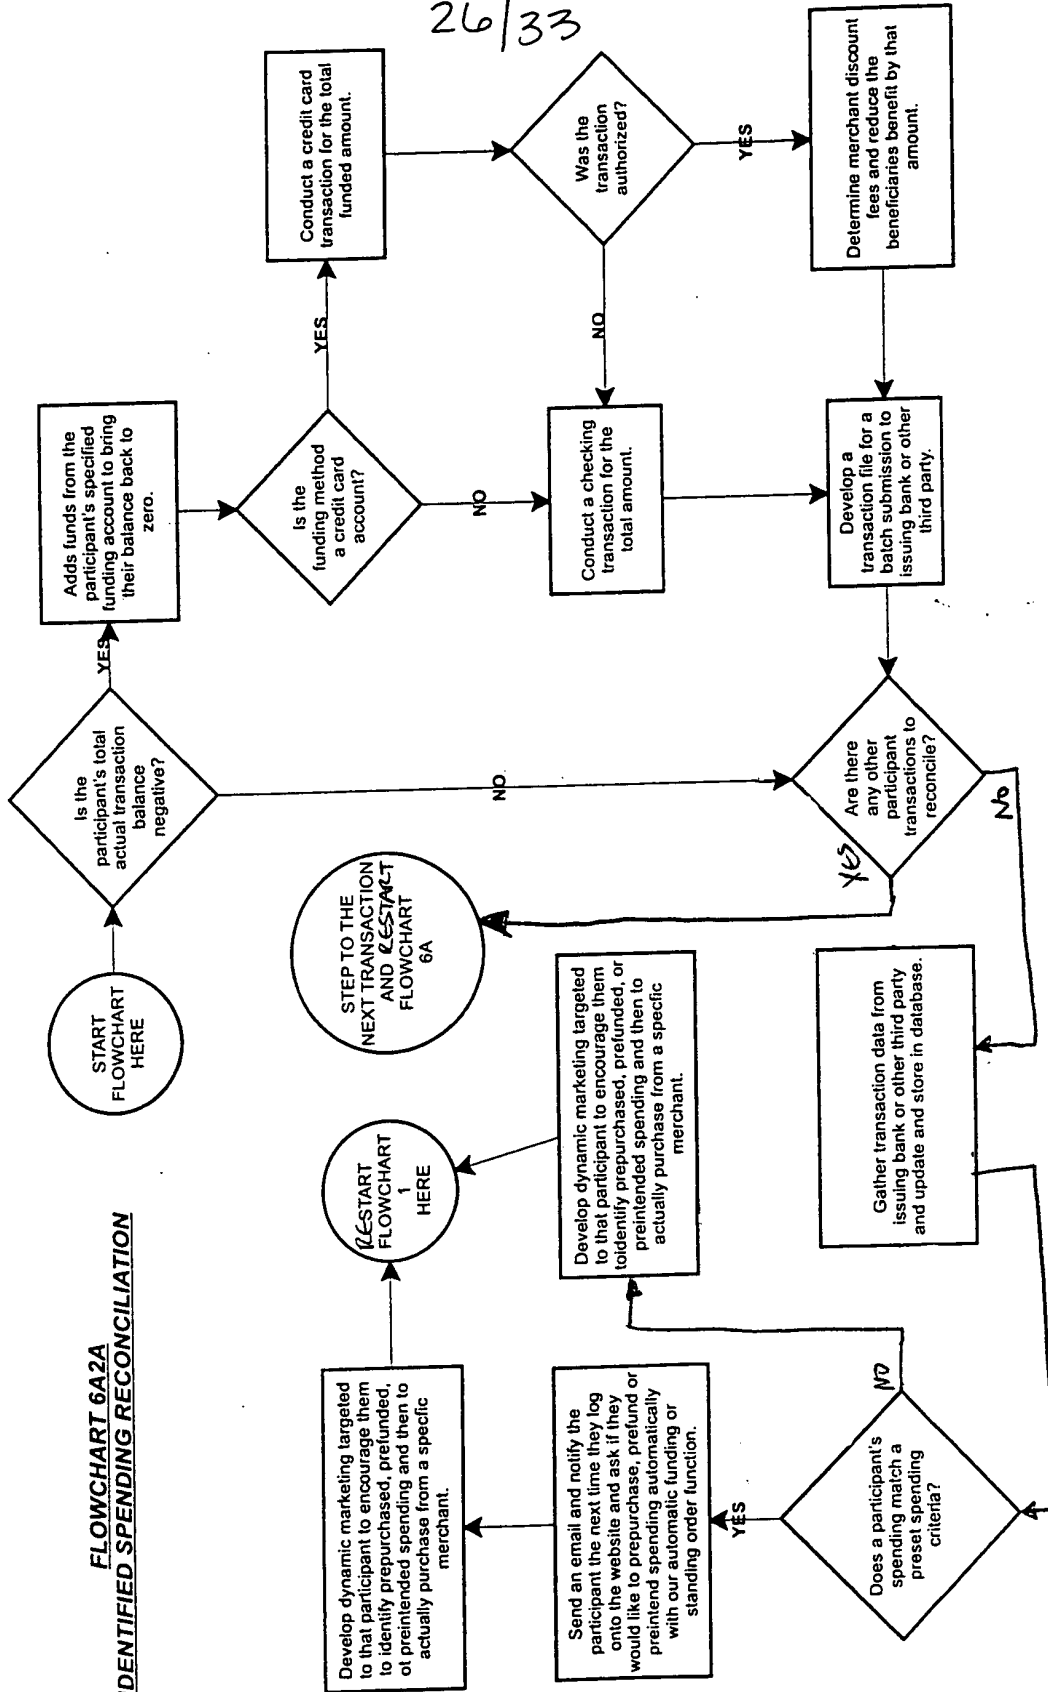 26/33
FLOWCHART 6A2A
IDENTIFIED SPENDING RECONCILIATION
START
FLOWCHART
HERE
Is the
participant's total
actual transaction
balance
negative?
YES
Adds funds from the
participant's specified
funding account to bring
their balance back to
zero.
Is the
funding method
a credit card
account?
YES
Conduct a credit card
transaction for the total
funded amount.
Was the
transaction
authorized?
YES
Determine merchant discount
fees and reduce the
beneficiaries benefit by that
amount.
NO
NO
Conduct a checking
transaction for the
total amount.
Develop a
transaction file for a
batch submission to
issuing bank or other
third party.
NO
Are there
any other
participant
transactions to
reconcile?
YES
STEP TO THE
NEXT TRANSACTION
AND RESTART
FLOWCHART
6A
No
Gather transaction data from
issuing bank or other third party
and update and store in database.
Does a participant's
spending match a
preset spending
criteria?
NO
Develop dynamic marketing targeted
to that participant to encourage them
toidentify prepurchased, prefunded, or
preintended spending and then to
actually purchase from a specfic
merchant.
YES
Send an email and notify the
participant the next time they log
onto the website and ask if they
would like to prepurchase, prefund or
preintend spending automatically
with our automatic funding or
standing order function.
Develop dynamic marketing targeted
to that participant to encourage them
to identify prepurchased, prefunded,
ot preintended spending and then to
actually purchase from a specfic
merchant.
RESTART
FLOWCHART
1
HERE